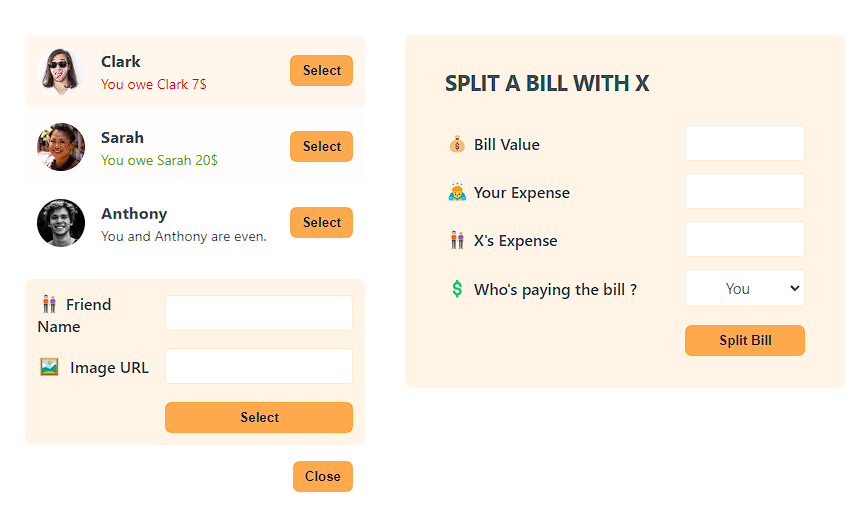 Clark
You owe Clark 7$
Select
Sarah
You owe Sarah 20$
Select
Anthony
You and Anthony are even.
Select
Friend
Name
Image URL
Select
Close
SPLIT A BILL WITH X
Bill Value
Your Expense
X's Expense
Who's paying the bill ?
You
Split Bill